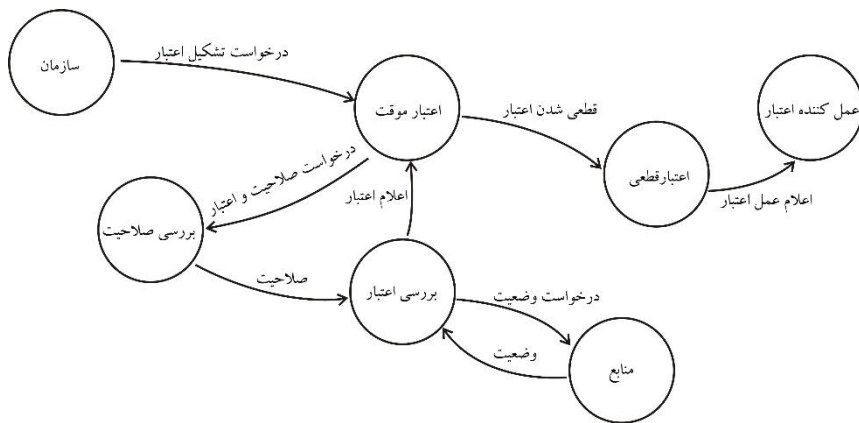 درخواست تشکیل اعتبار
سازمان
اعتبار موقت
قطعی شدن اعتبار
عمل کننده اعتبار
درخواست صلاحیت و اعتبار
اعلام اعتبار
اعتبارقطعی
اعلام عمل اعتبار
بررسی صلاحیت
صلاحیت
بررسی اعتبار
درخواست وضعیت
وضعیت
منابع